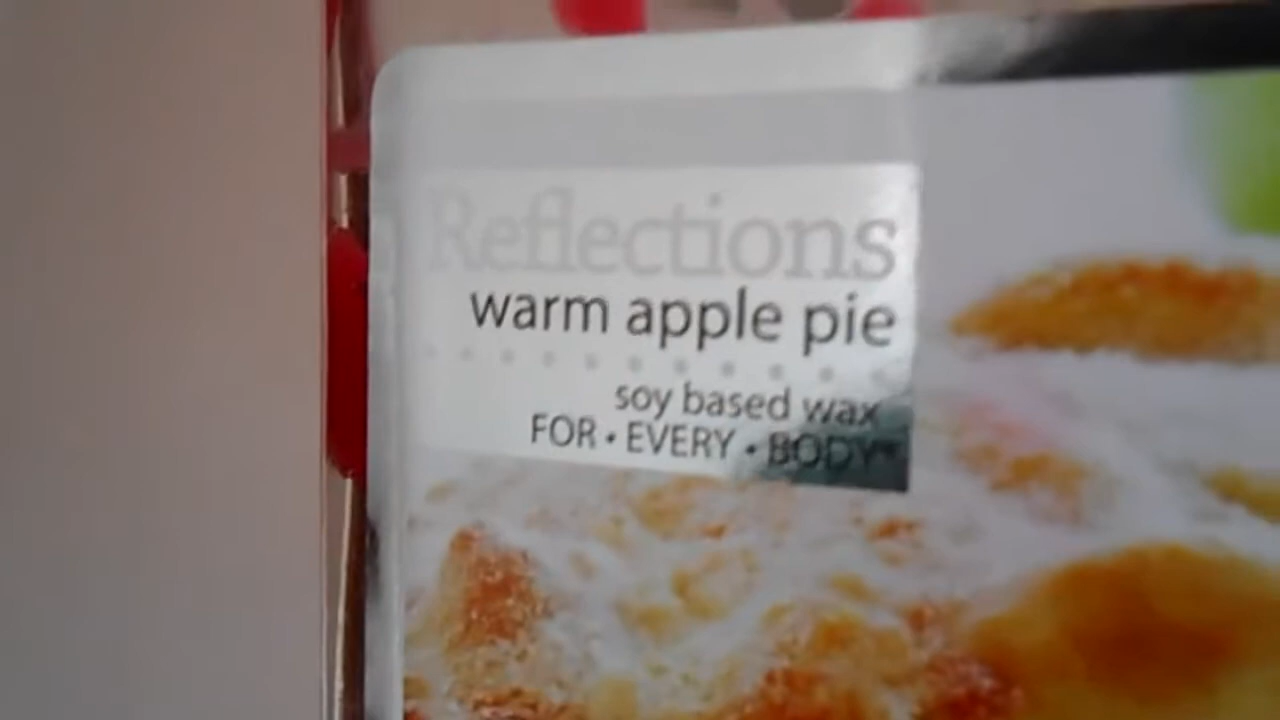 Reflections
warm apple pie
soy based wax
FOR • EVERY • BODY®